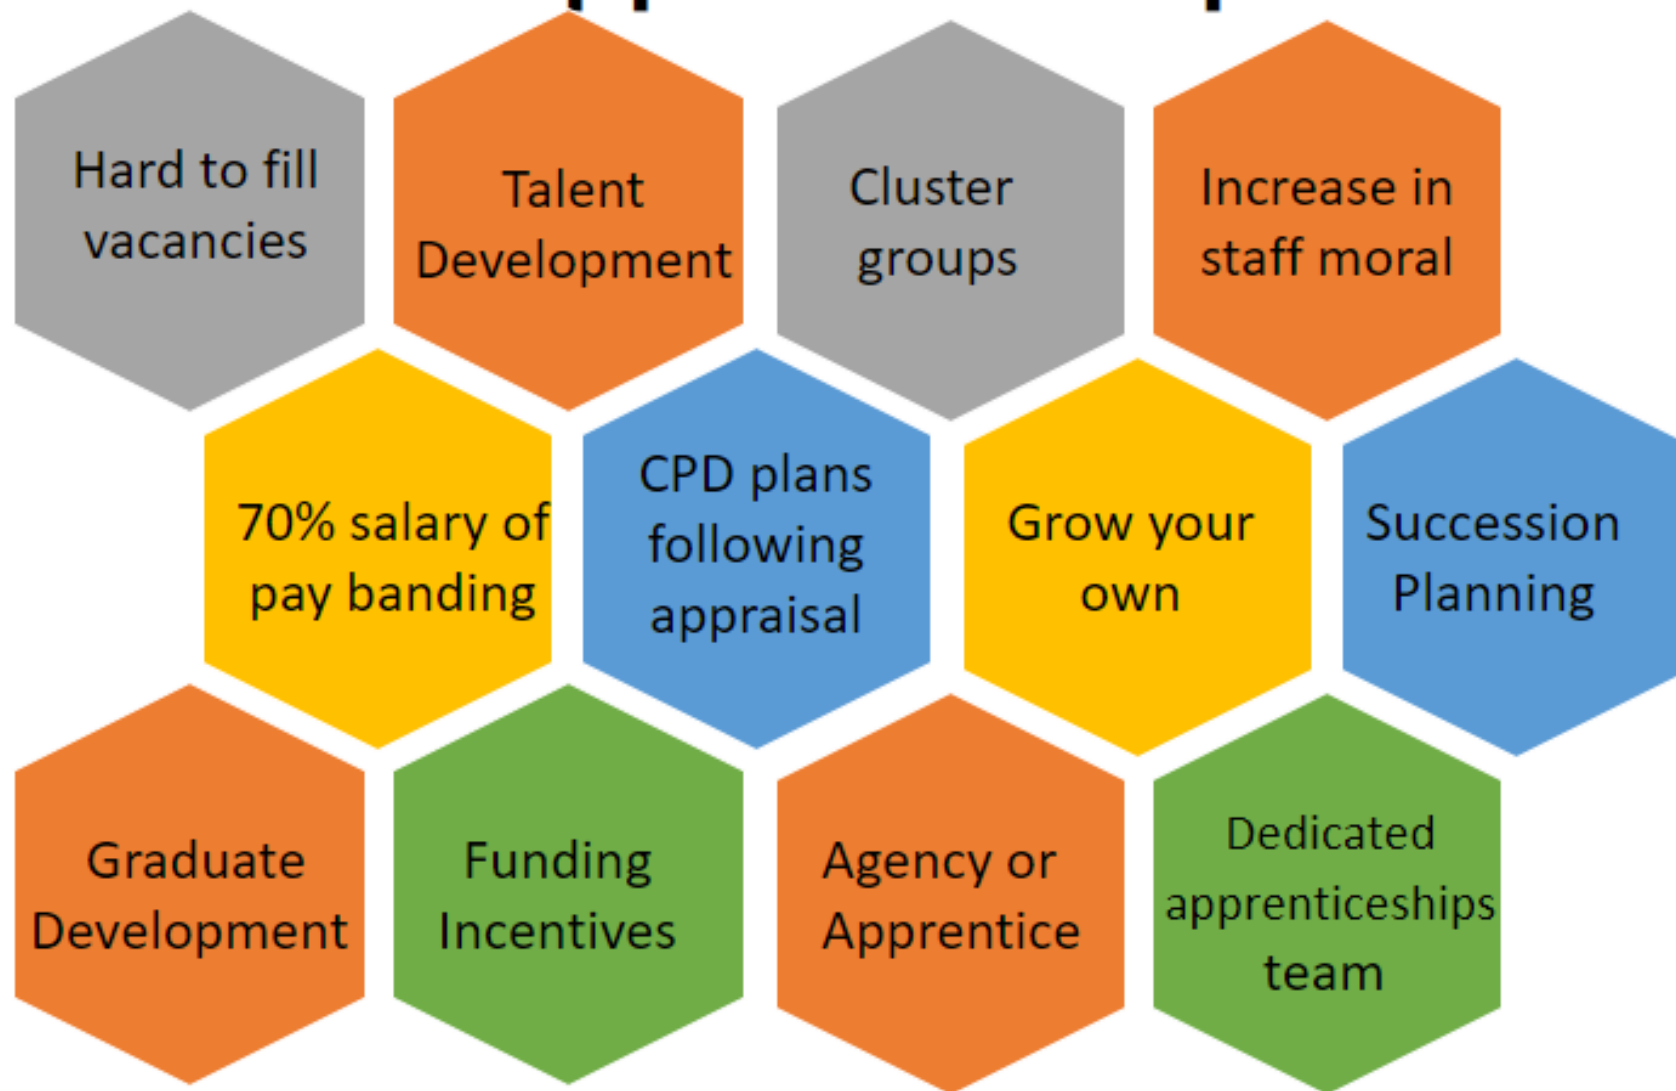 Hard to fill
vacancies
Talent
Development
Cluster
groups
Increase in
staff moral
70% salary of
pay banding
CPD plans
following
appraisal
Grow your
own
Succession
Planning
Graduate
Development
Funding
Incentives
Agency or
Apprentice
Dedicated
apprenticeships
team